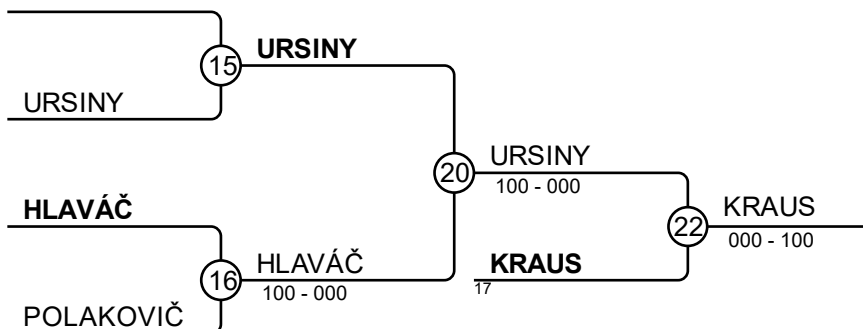 15
URSINY
URSINY
20
URSINY
100 - 000
HLAVÁČ
22
KRAUS
000 - 100
16
HLAVÁČ
100 - 000
KRAUS
17
POLAKOVIČ